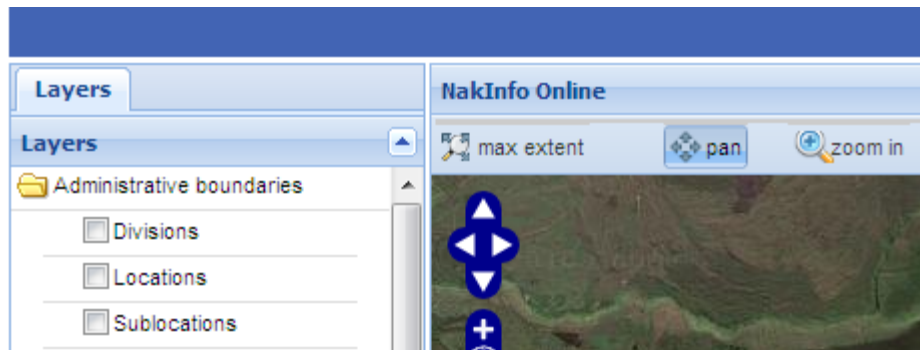 Layers
Layers
Administrative boundaries
Divisions
Locations
Sublocations
NakInfo Online
max extent pan zoom in